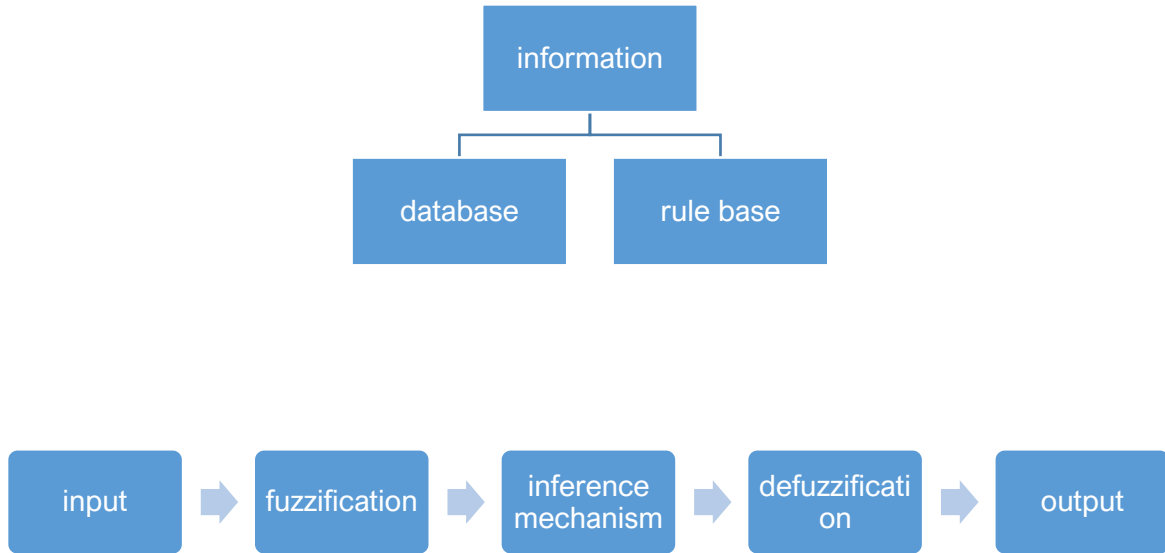 information
database
rule base
input
fuzzification
inference
mechanism
defuzzificati
on
output